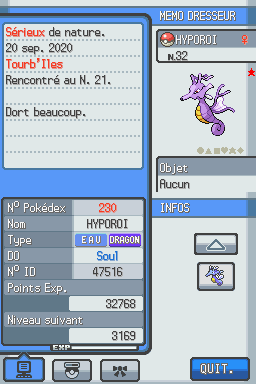 MEMO DRESSEUR
Sérieux de nature.
20 sep. 2020
Tourb'Iles
Rencontré au N. 21.
Dort beaucoup.
HYPOROI ♀
N.32
Objet
Aucun
INFOS
Nº Pokédex 230
Nom HYPOROI
Type EAU DRAGON
DO Soul
Nº ID 47516
Points Exp.
32768
Niveau suivant
3169
EXP
QUIT.